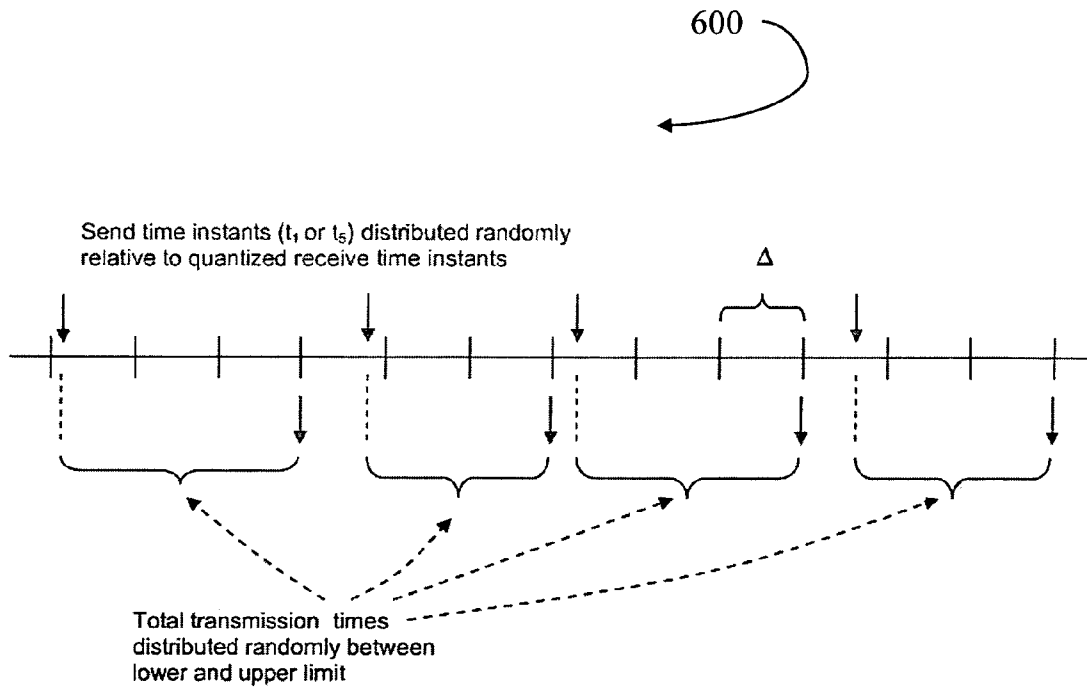 600
Send time instants (t₁ or t₅) distributed randomly
relative to quantized receive time instants
Δ
Total transmission times
distributed randomly between
lower and upper limit